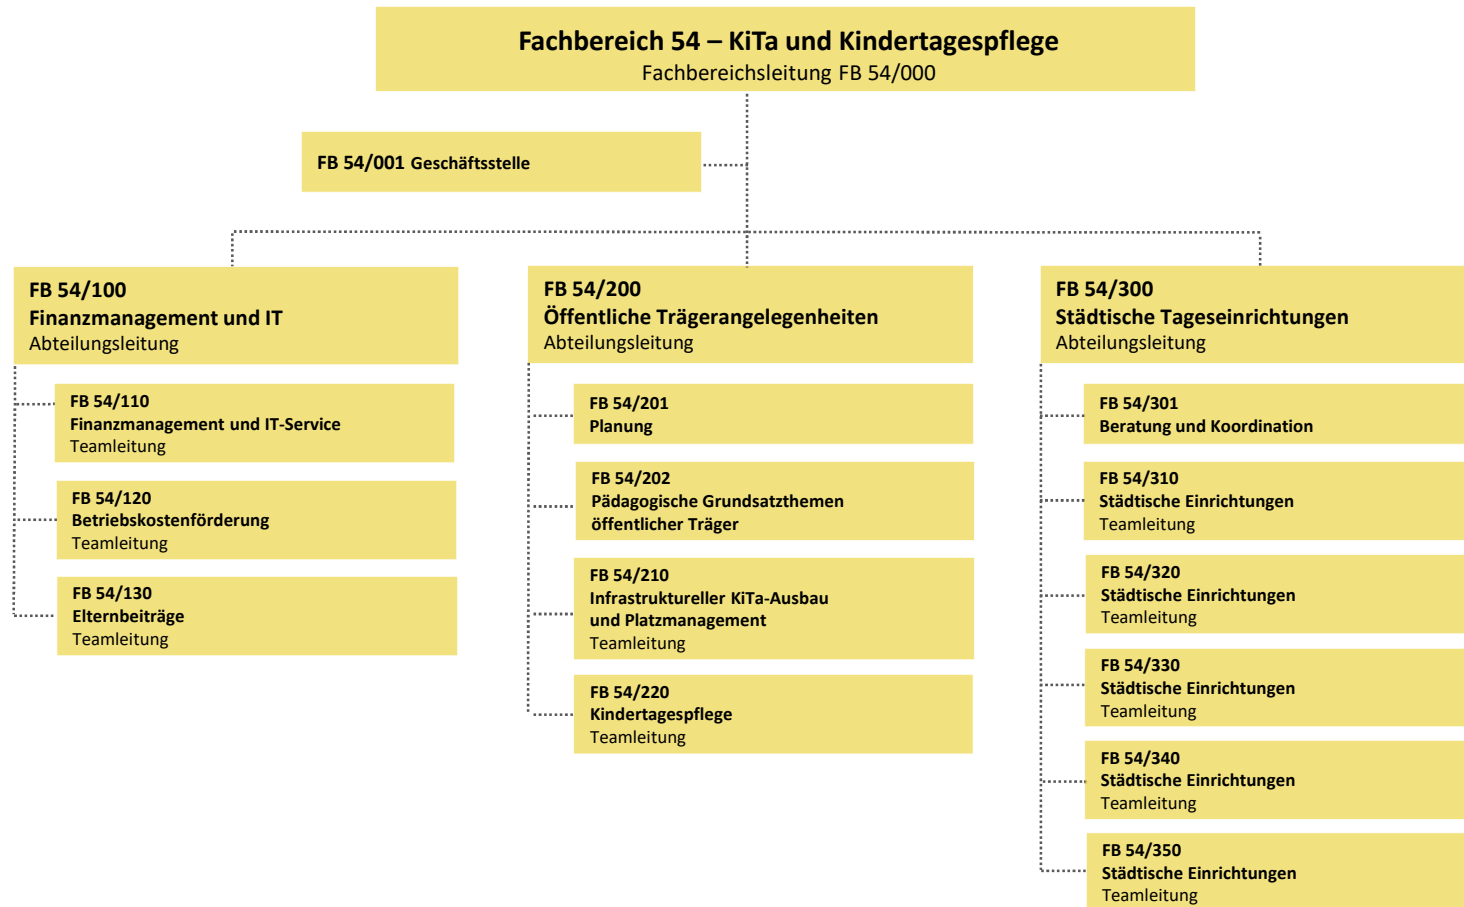 Fachbereich 54 – KiTa und Kindertagespflege
Fachbereichsleitung FB 54/000
FB 54/001 Geschäftsstelle
FB 54/100
Finanzmanagement und IT
Abteilungsleitung
FB 54/110
Finanzmanagement und IT-Service
Teamleitung
FB 54/120
Betriebskostenförderung
Teamleitung
FB 54/130
Elternbeiträge
Teamleitung
FB 54/200
Öffentliche Trägerangelegenheiten
Abteilungsleitung
FB 54/201
Planung
FB 54/202
Pädagogische Grundsatzthemen
öffentlicher Träger
FB 54/210
Infrastruktureller KiTa-Ausbau
und Platzmanagement
Teamleitung
FB 54/220
Kindertagespflege
Teamleitung
FB 54/300
Städtische Tageseinrichtungen
Abteilungsleitung
FB 54/301
Beratung und Koordination
FB 54/310
Städtische Einrichtungen
Teamleitung
FB 54/320
Städtische Einrichtungen
Teamleitung
FB 54/330
Städtische Einrichtungen
Teamleitung
FB 54/340
Städtische Einrichtungen
Teamleitung
FB 54/350
Städtische Einrichtungen
Teamleitung